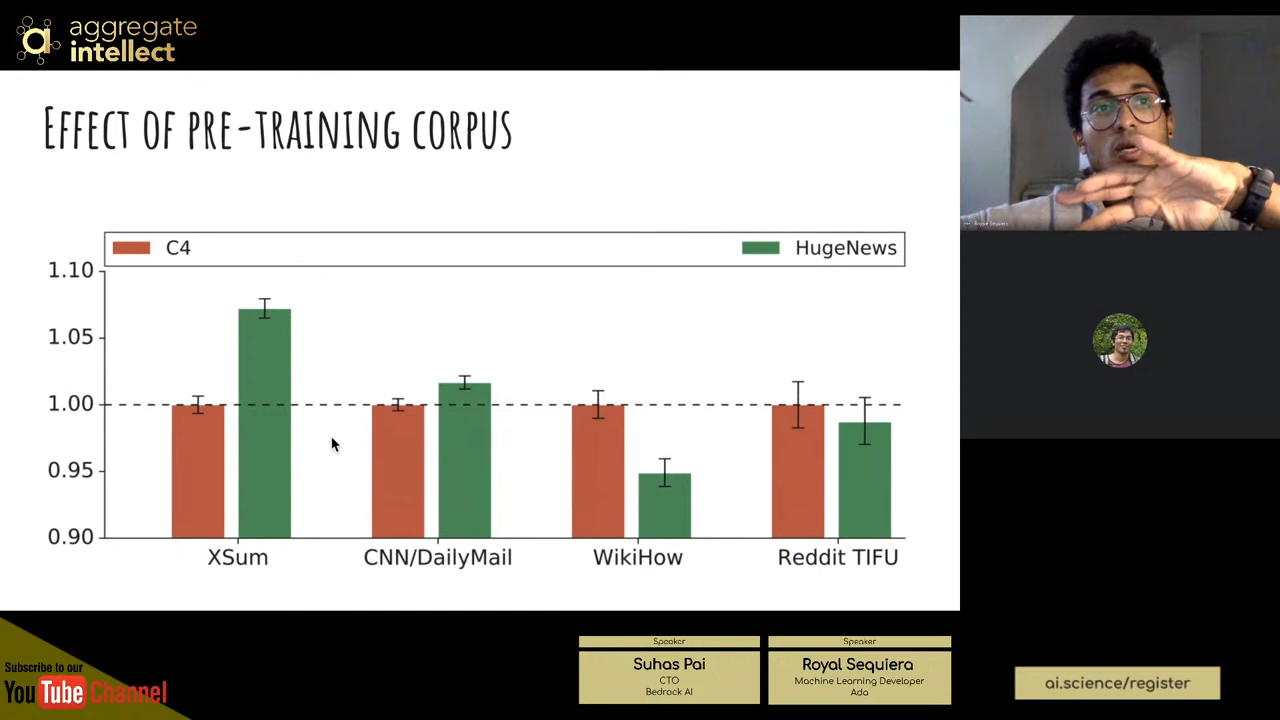 aggregate
intellect
EFFECT OF PRE-TRAINING CORPUS
C4
HugeNews
1.10
1.05
1.00
0.95
0.90
XSum
CNN/DailyMail
WikiHow
Reddit TIFU
Subscribe to our
YouTube Channel
Speaker
Suhas Pai
CTO
Bedrock AI
Speaker
Royal Sequiera
Machine Learning Developer
Ada
ai.science/register